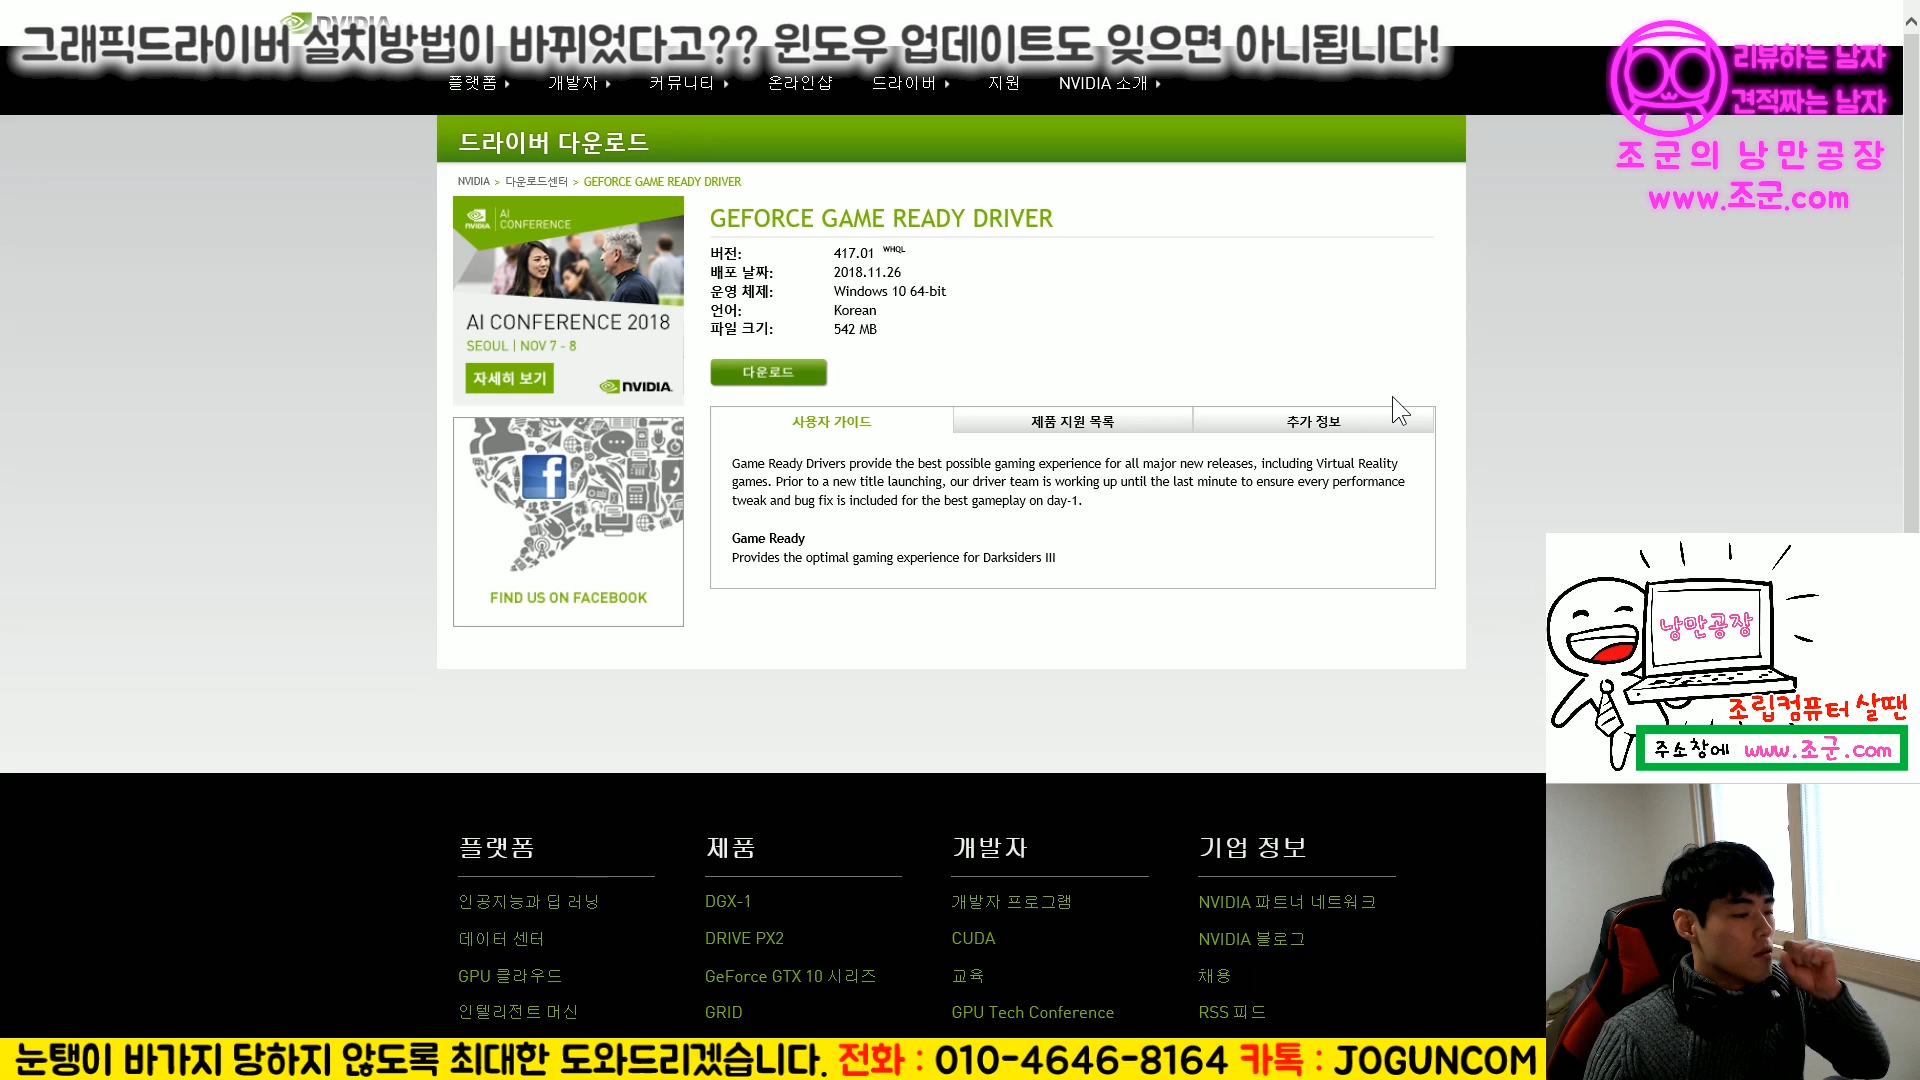 NVIDIA
그래픽드라이버 설치방법이 바뀌었다고?? 윈도우 업데이트도 잊으면 아니됩니다!
리뷰하는 남자
견적짜는 남자
조군의 낭만공장
www.조군.com
플랫폼 개발자 커뮤니티 온라인샵 드라이버 지원 NVIDIA 소개
드라이버 다운로드
NVIDIA > 다운로드센터 > GEFORCE GAME READY DRIVER
NVIDIA AI CONFERENCE
AI CONFERENCE 2018
SEOUL | NOV 7 - 8
자세히 보기 NVIDIA.
FIND US ON FACEBOOK
GEFORCE GAME READY DRIVER
버전: 417.01 WHQL
배포 날짜: 2018.11.26
운영 체제: Windows 10 64-bit
언어: Korean
파일 크기: 542 MB
다운로드
사용자 가이드 제품 지원 목록 추가 정보
Game Ready Drivers provide the best possible gaming experience for all major new releases, including Virtual Reality
games. Prior to a new title launching, our driver team is working up until the last minute to ensure every performance
tweak and bug fix is included for the best gameplay on day-1.
Game Ready
Provides the optimal gaming experience for Darksiders III
낭만공장
조립컴퓨터 살땐
주소창에 www.조군.com
플랫폼 제품 개발자 기업 정보
인공지능과 딥 러닝 DGX-1 개발자 프로그램 NVIDIA 파트너 네트워크
데이터 센터 DRIVE PX2 CUDA NVIDIA 블로그
GPU 클라우드 GeForce GTX 10 시리즈 교육 채용
인텔리전트 머신 GRID GPU Tech Conference RSS 피드
눈탱이 바가지 당하지 않도록 최대한 도와드리겠습니다. 전화 : 010-4646-8164 카톡 : JOGUNCOM